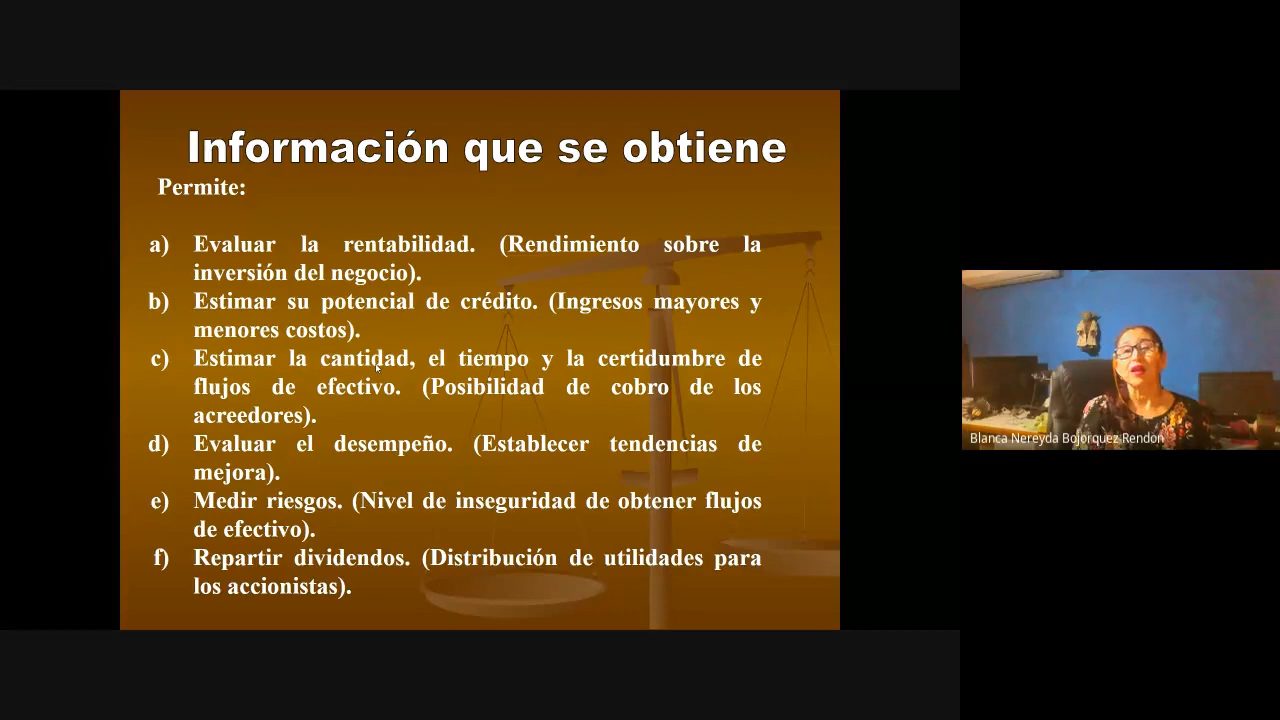 Información que se obtiene
Permite:
a) Evaluar la rentabilidad. (Rendimiento sobre la
inversión del negocio).
b) Estimar su potencial de crédito. (Ingresos mayores y
menores costos).
c) Estimar la cantidad, el tiempo y la certidumbre de
flujos de efectivo. (Posibilidad de cobro de los
acreedores).
d) Evaluar el desempeño. (Establecer tendencias de
mejora).
e) Medir riesgos. (Nivel de inseguridad de obtener flujos
de efectivo).
f) Repartir dividendos. (Distribución de utilidades para
los accionistas).
Blanca Nereyda Bojorquez Rendon